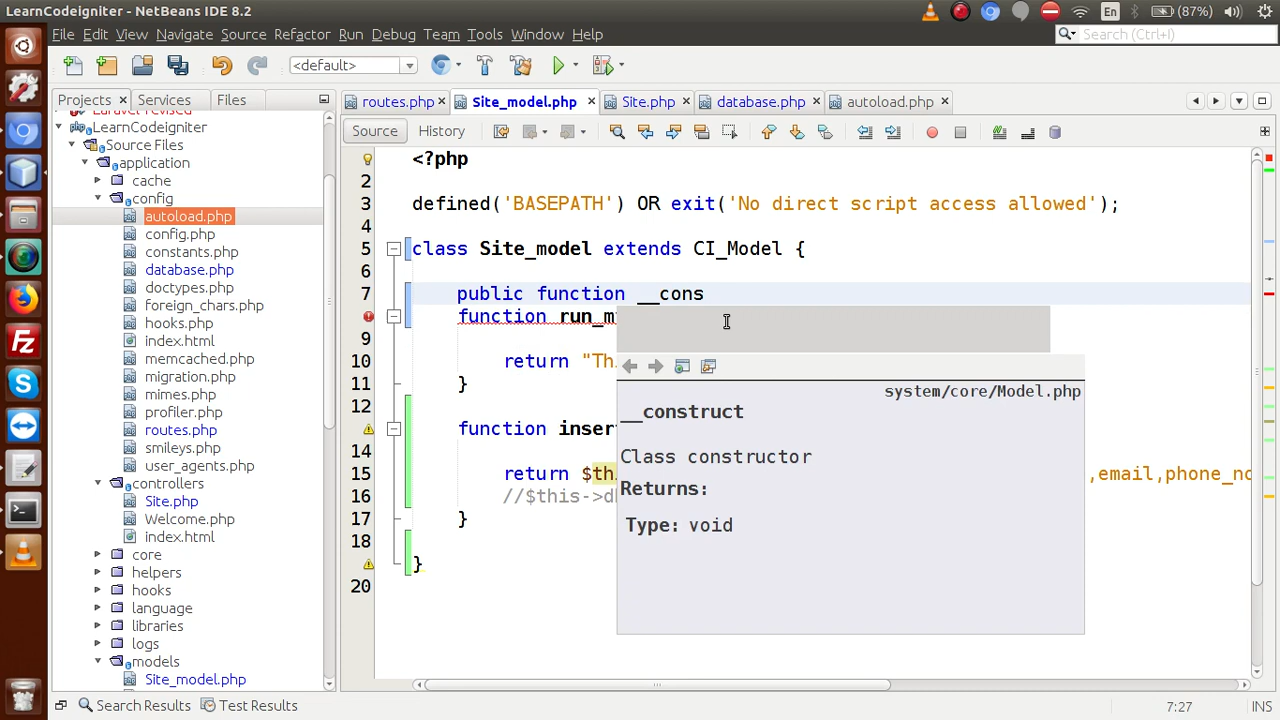 LearnCodeigniter - NetBeans IDE 8.2
En
(87%)
File Edit View Navigate Source Refactor Run Debug Team Tools Window Help
Search (Ctrl+I)
<default>
Projects
Services
Files
routes.php
Site_model.php
Site.php
database.php
autoload.php
Source
History
LearnCodeigniter
Source Files
application
cache
config
autoload.php
config.php
constants.php
database.php
doctypes.php
foreign_chars.php
hooks.php
index.html
memcached.php
migration.php
mimes.php
profiler.php
routes.php
smileys.php
user_agents.php
controllers
Site.php
Welcome.php
index.html
core
helpers
hooks
language
libraries
logs
models
Site_model.php
<?php
2
3 defined('BASEPATH') OR exit('No direct script access allowed');
4
5 class Site_model extends CI_Model {
6
7 public function __cons
function run_m
9
10 return "Th
11 }
12
function inser
14
15 return $th ,email,phone_no
16 //$this->d
17 }
18
}
20
system/core/Model.php
__construct
Class constructor
Returns:
Type: void
Search Results
Test Results
7:27
INS